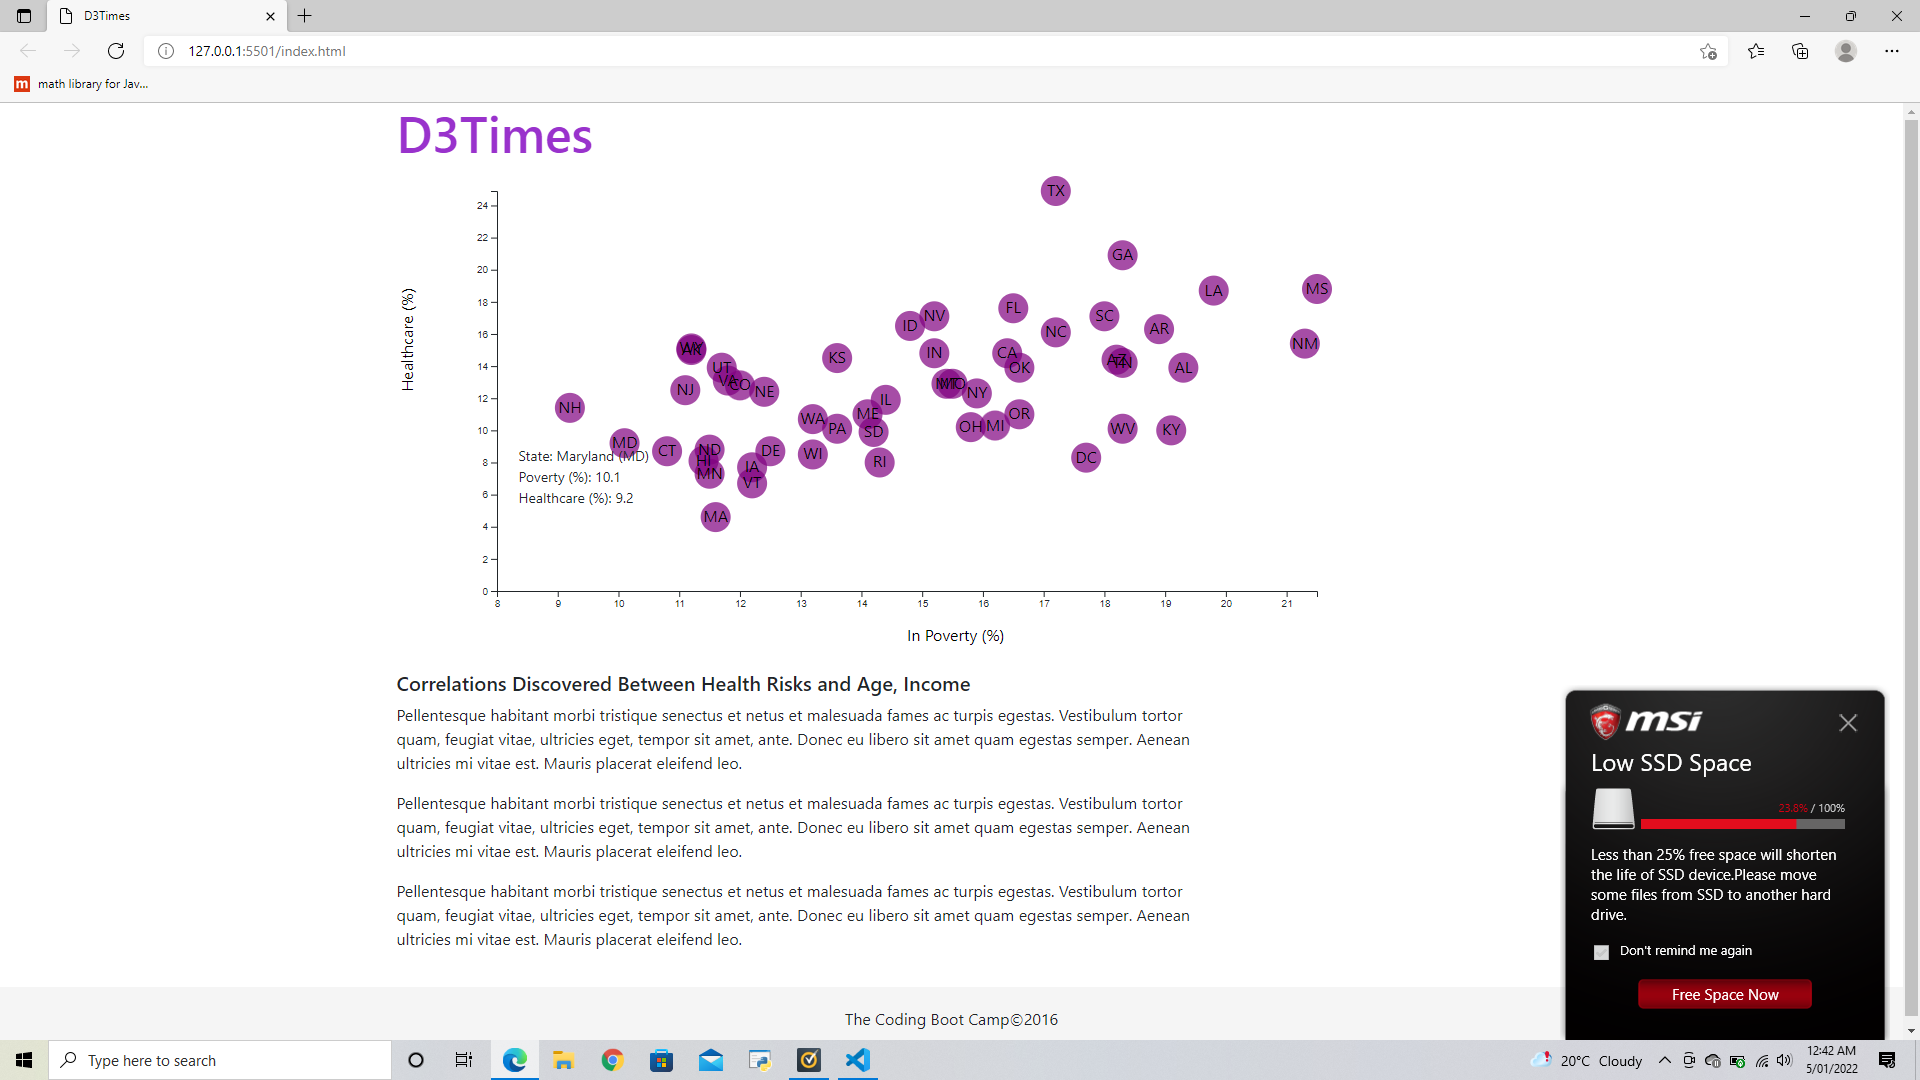 D3Times
127.0.0.1:5501/index.html
m math library for Jav...
D3Times
Healthcare (%)
24
22
20
18
16
14
12
10
8
6
4
2
0
8 9 10 11 12 13 14 15 16 17 18 19 20 21
In Poverty (%)
TX
GA
LA MS
FL
ID NV SC
NC AR
NM
WY
AK
KS IN CA
UT OK AZ TN AL
VA CO NE MT MO NY
NJ
NH IL
WA ME OR
PA SD OH MI WV KY
MD CT ND DE WI
HI RI DC
MN IA
VT
MA
State: Maryland (MD)
Poverty (%): 10.1
Healthcare (%): 9.2
Correlations Discovered Between Health Risks and Age, Income
Pellentesque habitant morbi tristique senectus et netus et malesuada fames ac turpis egestas. Vestibulum tortor
quam, feugiat vitae, ultricies eget, tempor sit amet, ante. Donec eu libero sit amet quam egestas semper. Aenean
ultricies mi vitae est. Mauris placerat eleifend leo.
Pellentesque habitant morbi tristique senectus et netus et malesuada fames ac turpis egestas. Vestibulum tortor
quam, feugiat vitae, ultricies eget, tempor sit amet, ante. Donec eu libero sit amet quam egestas semper. Aenean
ultricies mi vitae est. Mauris placerat eleifend leo.
Pellentesque habitant morbi tristique senectus et netus et malesuada fames ac turpis egestas. Vestibulum tortor
quam, feugiat vitae, ultricies eget, tempor sit amet, ante. Donec eu libero sit amet quam egestas semper. Aenean
ultricies mi vitae est. Mauris placerat eleifend leo.
The Coding Boot Camp©2016
msi
Low SSD Space
23.8% / 100%
Less than 25% free space will shorten
the life of SSD device.Please move
some files from SSD to another hard
drive.
Don't remind me again
Free Space Now
Type here to search
20°C Cloudy
12:42 AM
5/01/2022